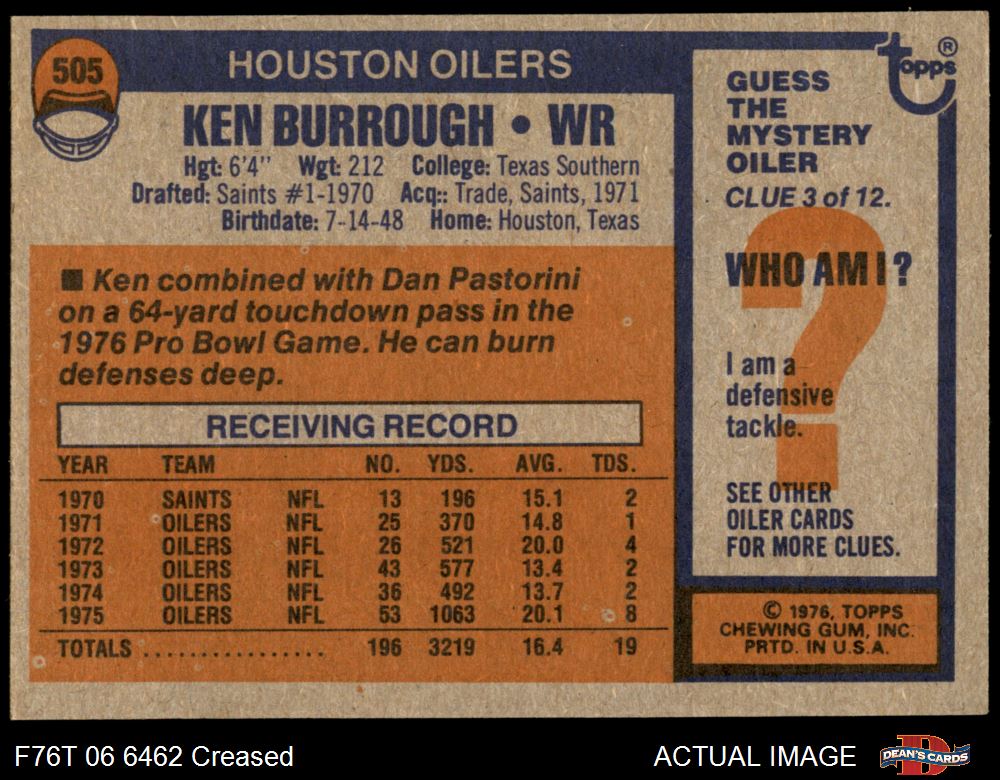 505
HOUSTON OILERS
KEN BURROUGH • WR
Hgt: 6'4" Wgt: 212 College: Texas Southern
Drafted: Saints #1-1970 Acq.: Trade, Saints, 1971
Birthdate: 7-14-48 Home: Houston, Texas
■ Ken combined with Dan Pastorini
on a 64-yard touchdown pass in the
1976 Pro Bowl Game. He can burn
defenses deep.
RECEIVING RECORD
YEAR TEAM NO. YDS. AVG. TDS.
1970 SAINTS NFL 13 196 15.1 2
1971 OILERS NFL 25 370 14.8 1
1972 OILERS NFL 26 521 20.0 4
1973 OILERS NFL 43 577 13.4 2
1974 OILERS NFL 36 492 13.7 2
1975 OILERS NFL 53 1063 20.1 8
TOTALS ................ 196 3219 16.4 19
topps ®
GUESS
THE
MYSTERY
OILER
CLUE 3 of 12.
?
WHO AM I?
I am a
defensive
tackle.
SEE OTHER
OILER CARDS
FOR MORE CLUES.
© 1976, TOPPS
CHEWING GUM, INC.
PRTD. IN U.S.A.
F76T 06 6462 Creased
ACTUAL IMAGE
D
DEAN'S CARDS